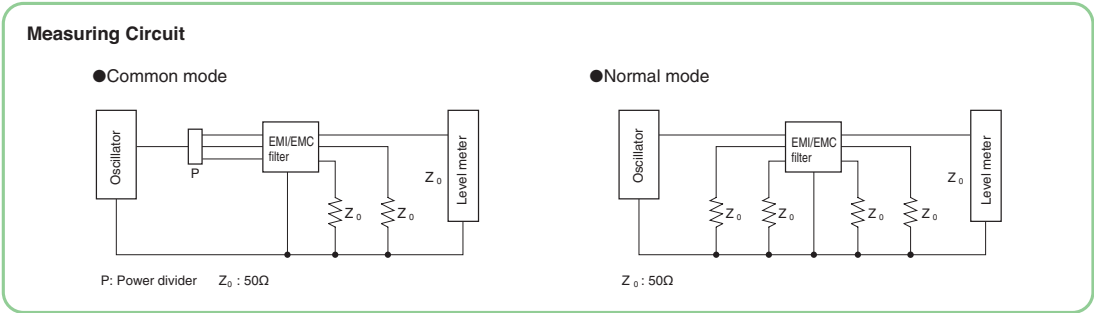 Measuring Circuit
●Common mode
Oscillator
P
EMI/EMC
filter
Z₀
Z₀
Z₀
Level meter
P: Power divider Z₀ : 50Ω
●Normal mode
Oscillator
EMI/EMC
filter
Z₀
Z₀
Z₀
Z₀
Z₀
Level meter
Z₀ : 50Ω